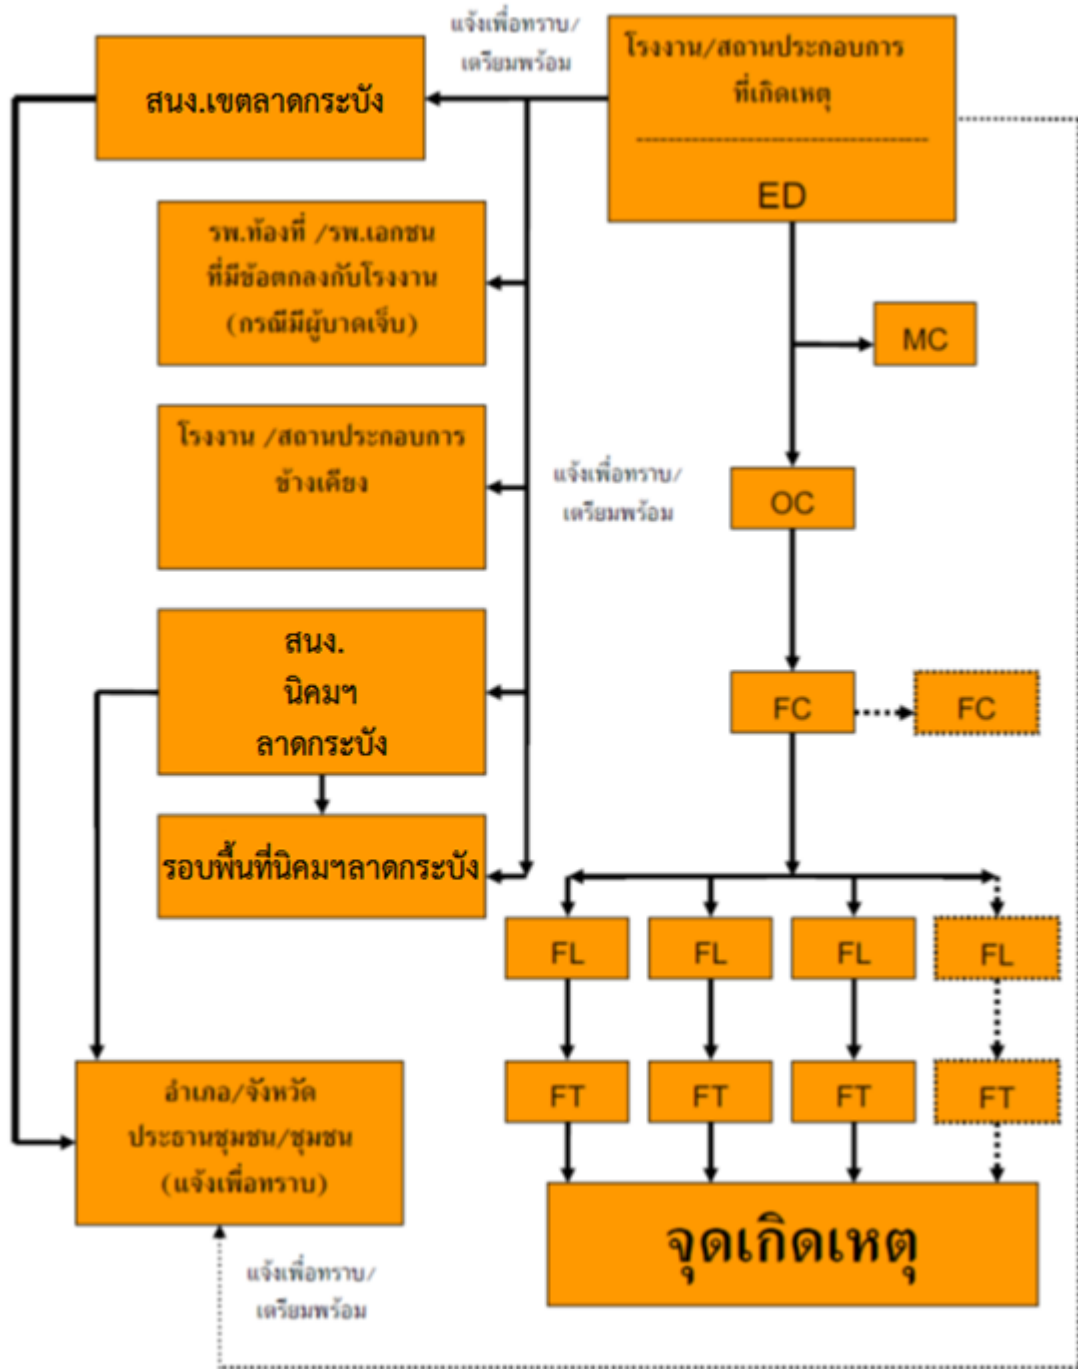 แจ้งเพื่อทราบ/
เตรียมพร้อม
โรงงาน/สถานประกอบการ
ที่เกิดเหตุ
ED
สนง.เขตลาดกระบัง
รพ.ท้องที่ /รพ.เอกชน
ที่มีข้อตกลงกับโรงงาน
(กรณีมีผู้บาดเจ็บ)
MC
โรงงาน /สถานประกอบการ
ข้างเคียง
แจ้งเพื่อทราบ/
เตรียมพร้อม
OC
สนง.
นิคมฯ
ลาดกระบัง
FC
FC
รอบพื้นที่นิคมฯลาดกระบัง
FL
FL
FL
FL
FT
FT
FT
FT
อำเภอ/จังหวัด
ประธานชุมชน/ชุมชน
(แจ้งเพื่อทราบ)
จุดเกิดเหตุ
แจ้งเพื่อทราบ/
เตรียมพร้อม